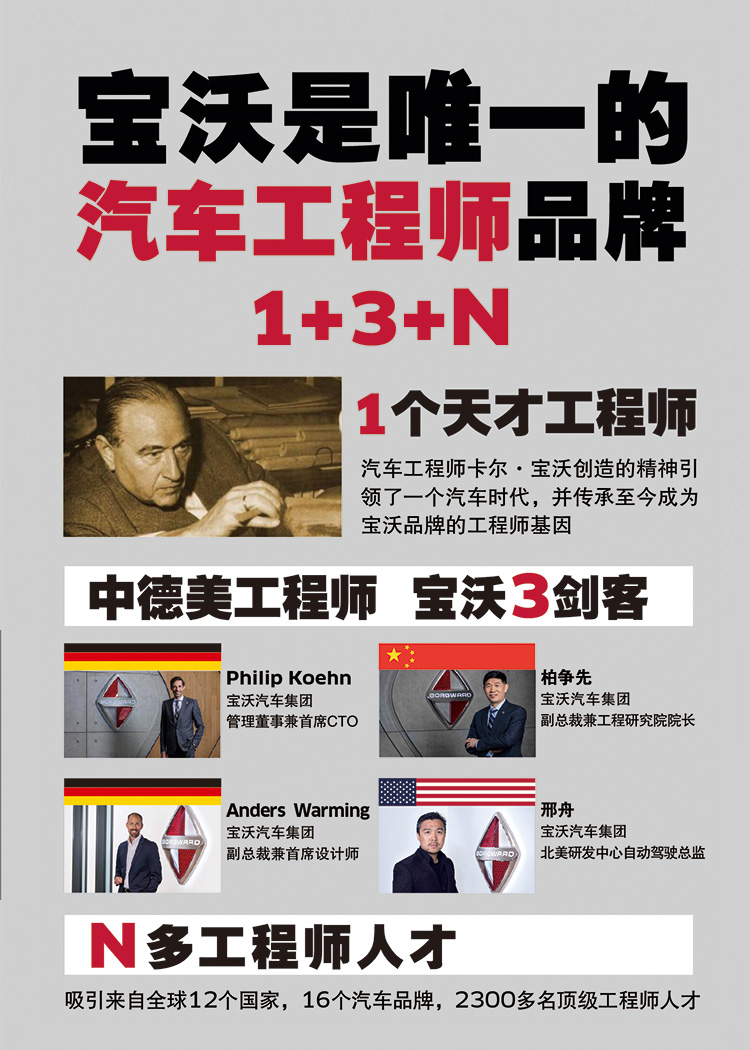 宝沃是唯一的
汽车工程师品牌
1+3+N
1个天才工程师
汽车工程师卡尔·宝沃创造的精神引
领了一个汽车时代，并传承至今成为
宝沃品牌的工程师基因
中德美工程师 宝沃3剑客
BORGWARD
Philip Koehn
宝沃汽车集团
管理董事兼首席CTO
BORGWARD
柏争先
宝沃汽车集团
副总裁兼工程研究院院长
BORGWARD
Anders Warming
宝沃汽车集团
副总裁兼首席设计师
BORGWARD
邢舟
宝沃汽车集团
北美研发中心自动驾驶总监
N多工程师人才
吸引来自全球12个国家，16个汽车品牌，2300多名顶级工程师人才